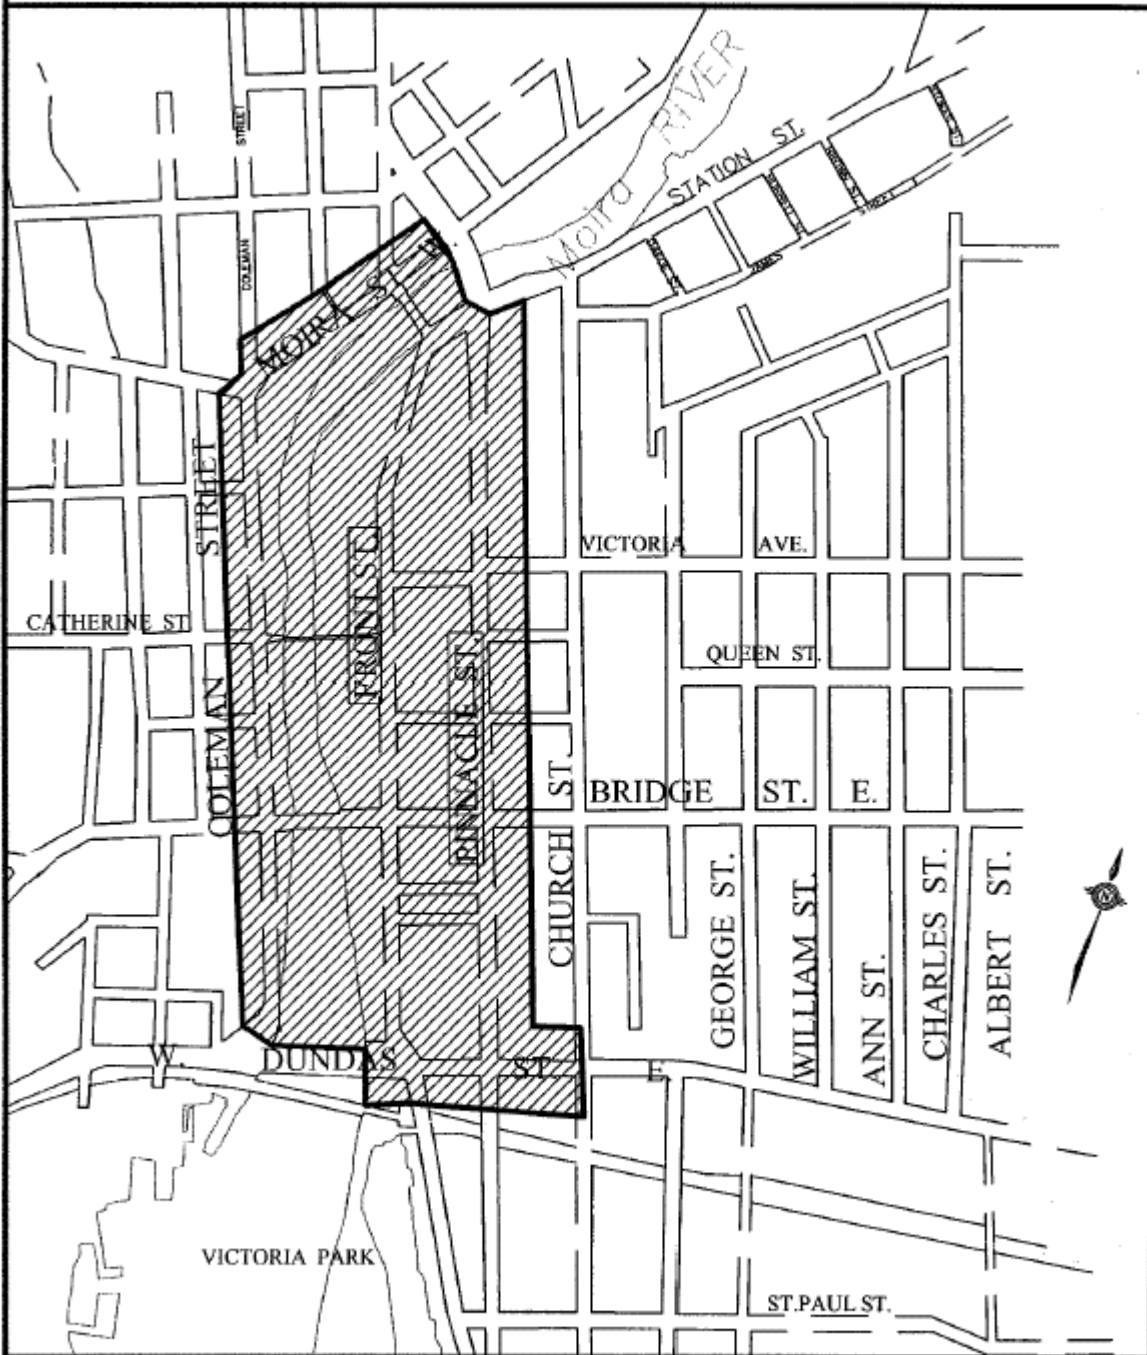 Moira RIVER
STATION ST.
STREET
COLEMAN
MOIRA ST. W.
STREET
VICTORIA AVE.
FRONT ST.
CATHERINE ST.
QUEEN ST.
PINNACLE ST.
COLEMAN
BRIDGE ST. E.
CHURCH ST.
GEORGE ST.
WILLIAM ST.
ANN ST.
CHARLES ST.
ALBERT ST.
W. DUNDAS ST. E
VICTORIA PARK
ST.PAUL ST.